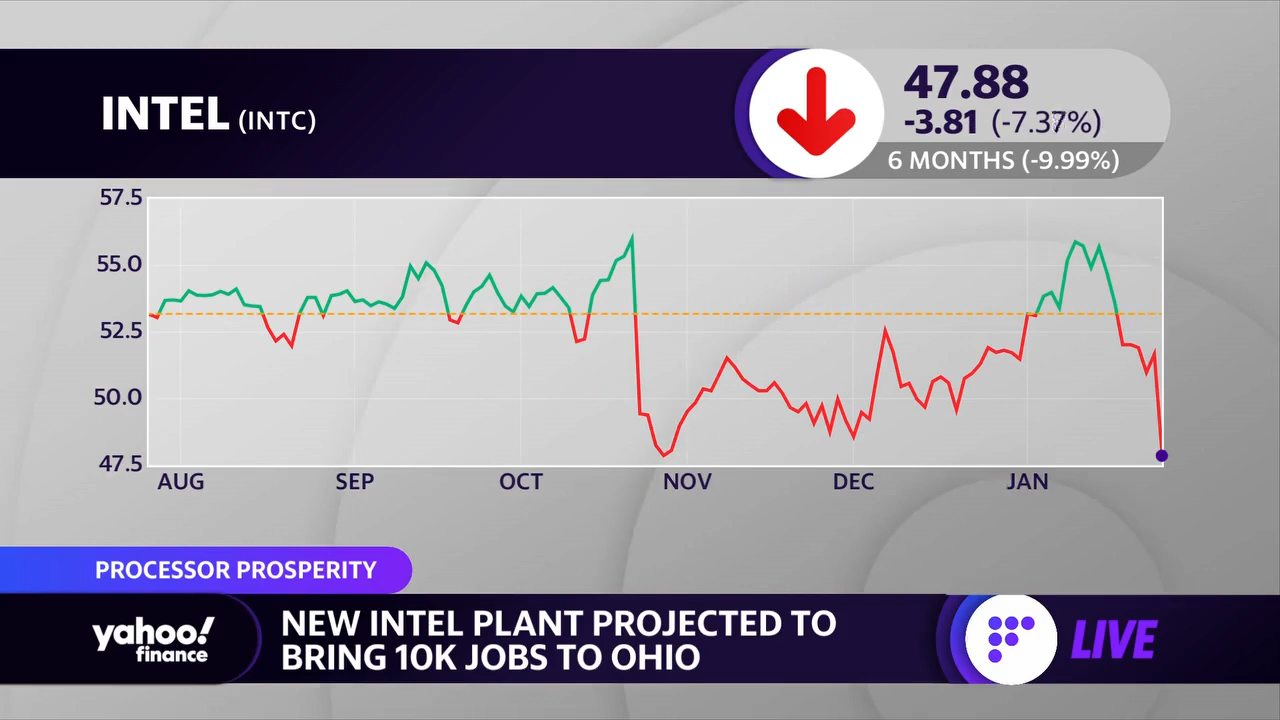 INTEL (INTC)
47.88
-3.81 (-7.37%)
6 MONTHS (-9.99%)
57.5
55.0
52.5
50.0
47.5
AUG SEP OCT NOV DEC JAN
PROCESSOR PROSPERITY
yahoo!
finance
NEW INTEL PLANT PROJECTED TO
BRING 10K JOBS TO OHIO
LIVE